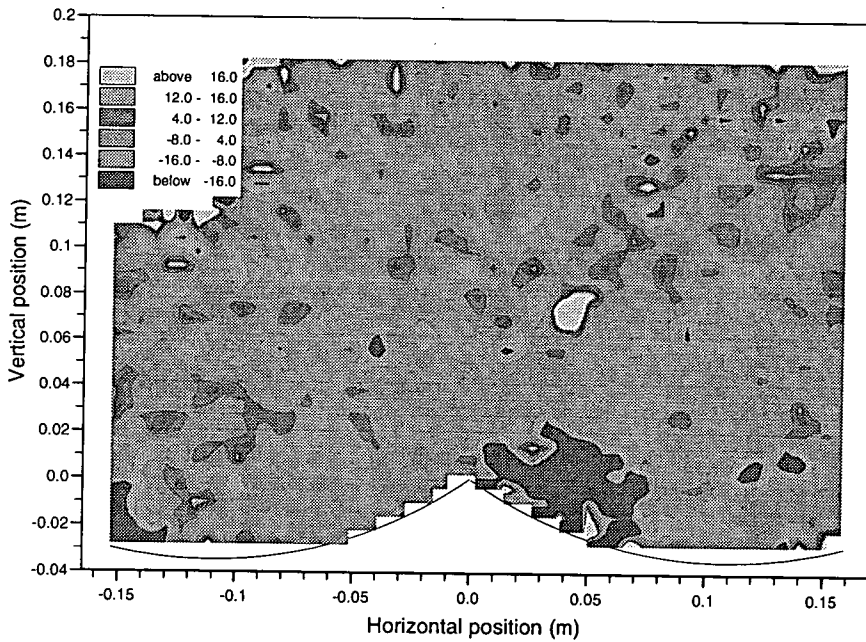 0.2
0.18
0.16
0.14
0.12
0.1
0.08
0.06
0.04
0.02
0.0
-0.02
-0.04
Vertical position (m)
above 16.0
12.0 - 16.0
4.0 - 12.0
-8.0 - 4.0
-16.0 - -8.0
below -16.0
-0.15 -0.1 -0.05 0.0 0.05 0.1 0.15
Horizontal position (m)